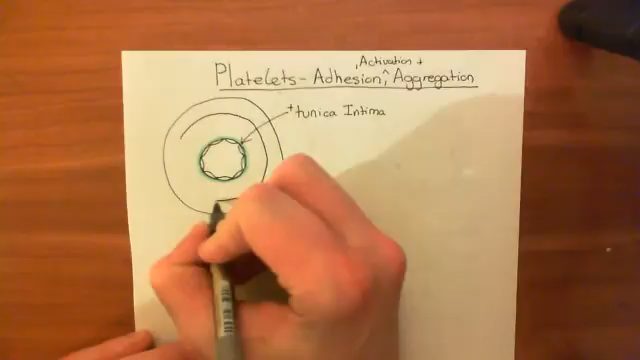 , Activation +
Platelets - Adhesion, ^ Aggregation
+ tunica Intima